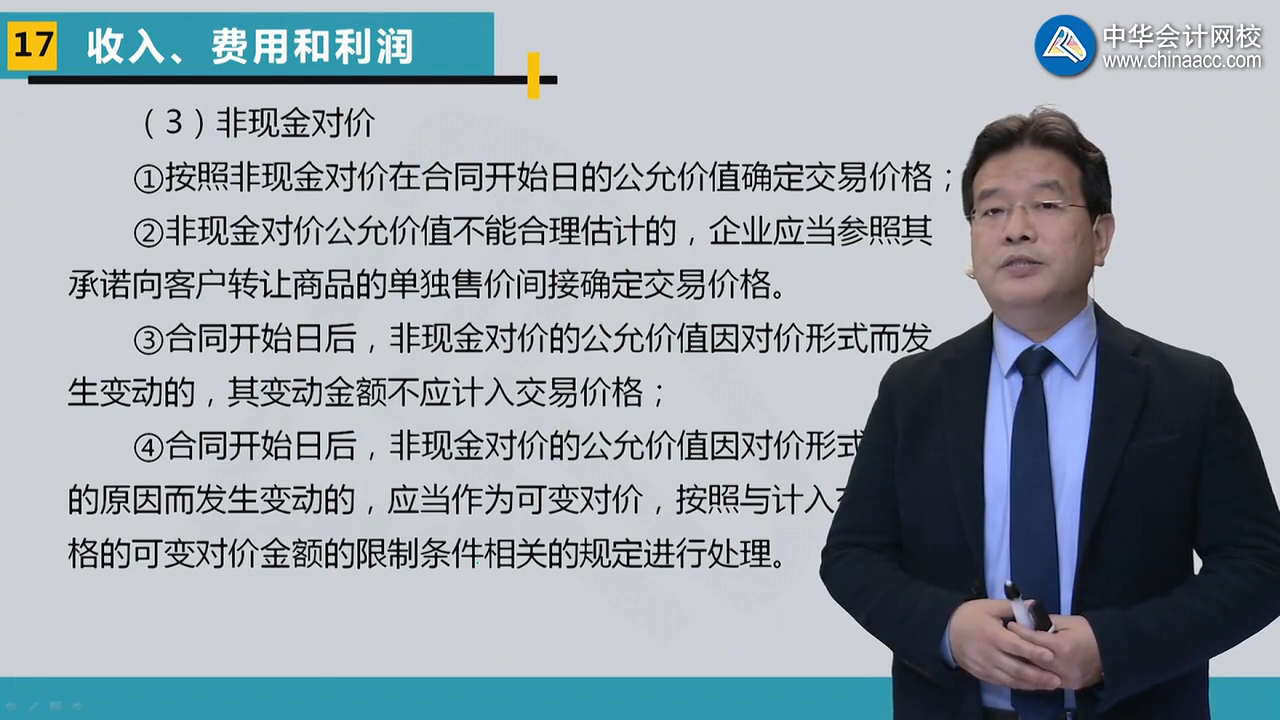 17 收入、费用和利润
中华会计网校
www.chinaacc.com
（3）非现金对价
①按照非现金对价在合同开始日的公允价值确定交易价格；
②非现金对价公允价值不能合理估计的，企业应当参照其
承诺向客户转让商品的单独售价间接确定交易价格。
③合同开始日后，非现金对价的公允价值因对价形式而发
生变动的，其变动金额不应计入交易价格；
④合同开始日后，非现金对价的公允价值因对价形式
的原因而发生变动的，应当作为可变对价，按照与计入
格的可变对价金额的限制条件相关的规定进行处理。